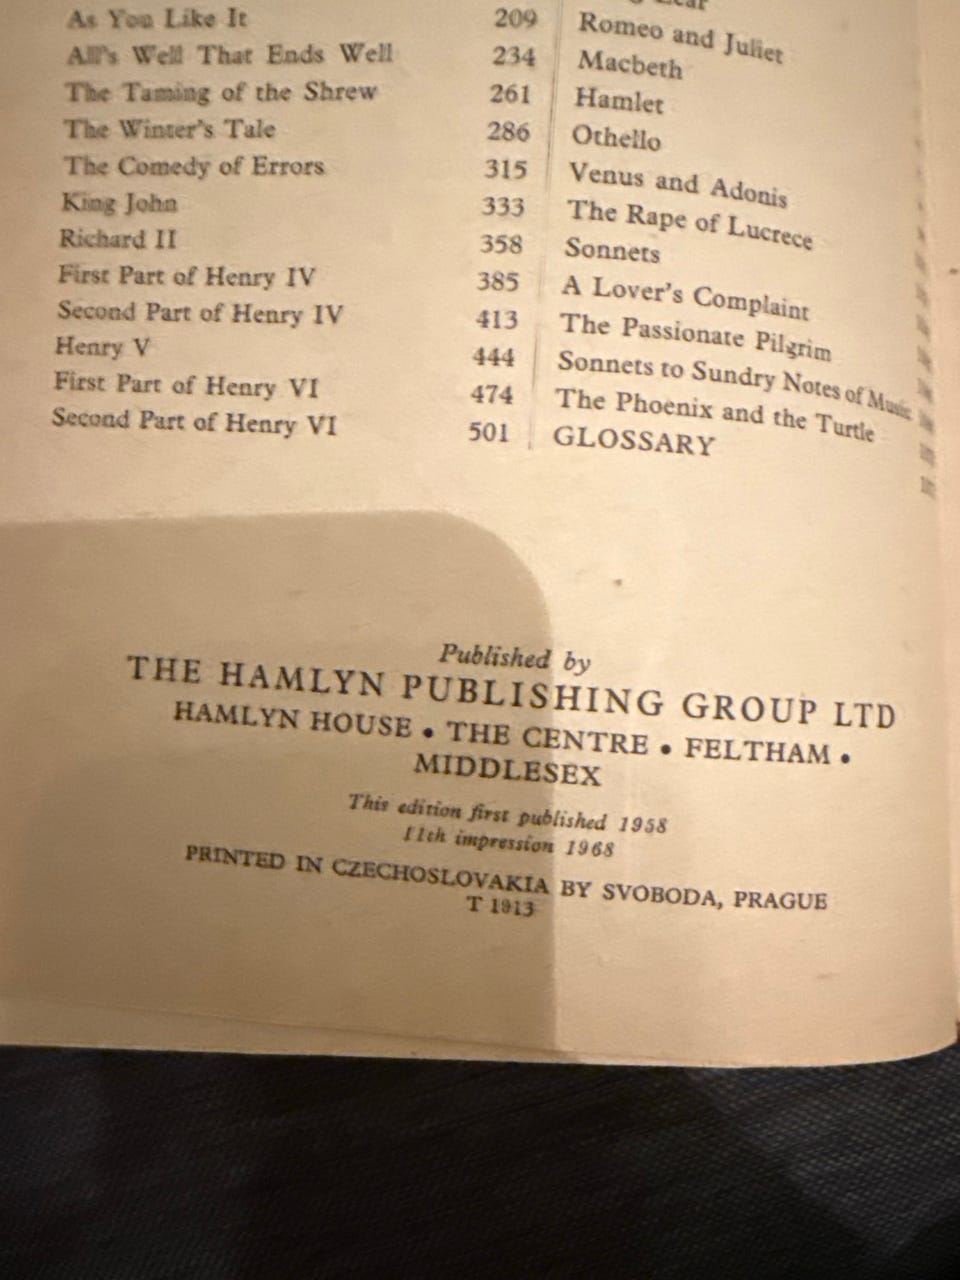 As You Like It 209
All's Well That Ends Well 234
The Taming of the Shrew 261
The Winter's Tale 286
The Comedy of Errors 315
King John 333
Richard II 358
First Part of Henry IV 385
Second Part of Henry IV 413
Henry V 444
First Part of Henry VI 474
Second Part of Henry VI 501
Lear
Romeo and Juliet
Macbeth
Hamlet
Othello
Venus and Adonis
The Rape of Lucrece
Sonnets
A Lover's Complaint
The Passionate Pilgrim
Sonnets to Sundry Notes of Music
The Phoenix and the Turtle
GLOSSARY
Published by
THE HAMLYN PUBLISHING GROUP LTD
HAMLYN HOUSE • THE CENTRE • FELTHAM •
MIDDLESEX
This edition first published 1958
11th impression 1968
PRINTED IN CZECHOSLOVAKIA BY SVOBODA, PRAGUE
T 1913